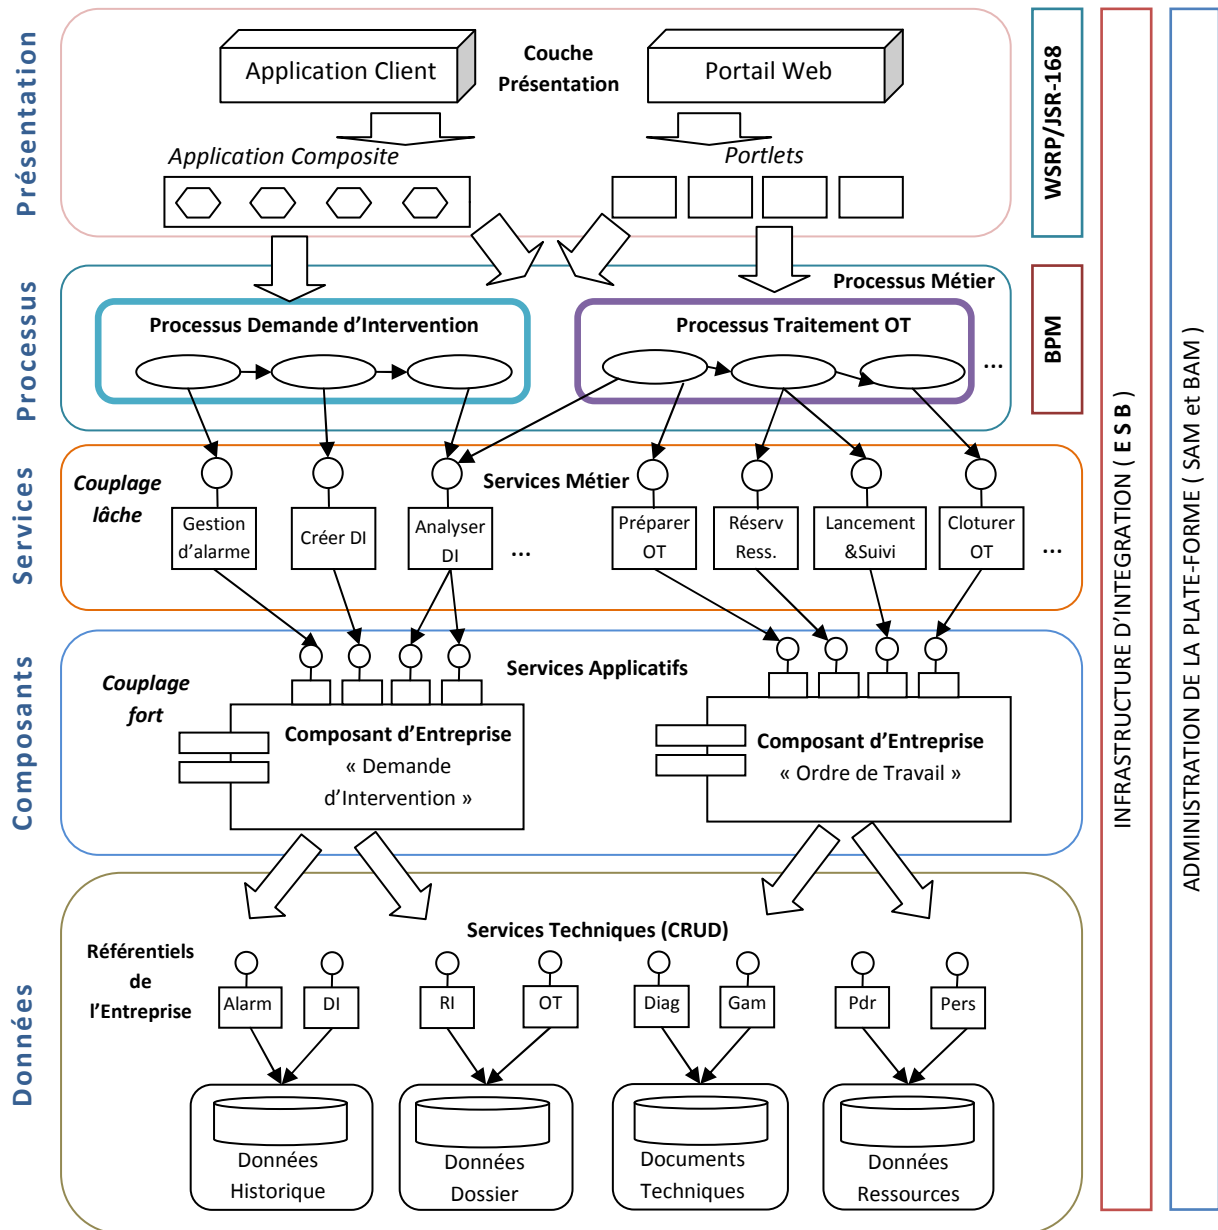 Présentation
Application Client
Couche
Présentation
Portail Web
Application Composite
Portlets
WSRP/JSR-168
Processus
Processus Métier
Processus Demande d'Intervention
Processus Traitement OT
...
BPM
Services
Couplage
lâche
Services Métier
Gestion
d'alarme
Créer DI
Analyser
DI
...
Préparer
OT
Réserv
Ress.
Lancement
&Suivi
Cloturer
OT
...
Composants
Couplage
fort
Services Applicatifs
Composant d'Entreprise
« Demande
d'Intervention »
Composant d'Entreprise
« Ordre de Travail »
Données
Services Techniques (CRUD)
Référentiels
de
l'Entreprise
Alarm
DI
RI
OT
Diag
Gam
Pdr
Pers
Données
Historique
Données
Dossier
Documents
Techniques
Données
Ressources
INFRASTRUCTURE D'INTEGRATION ( E S B )
ADMINISTRATION DE LA PLATE-FORME ( SAM et BAM )